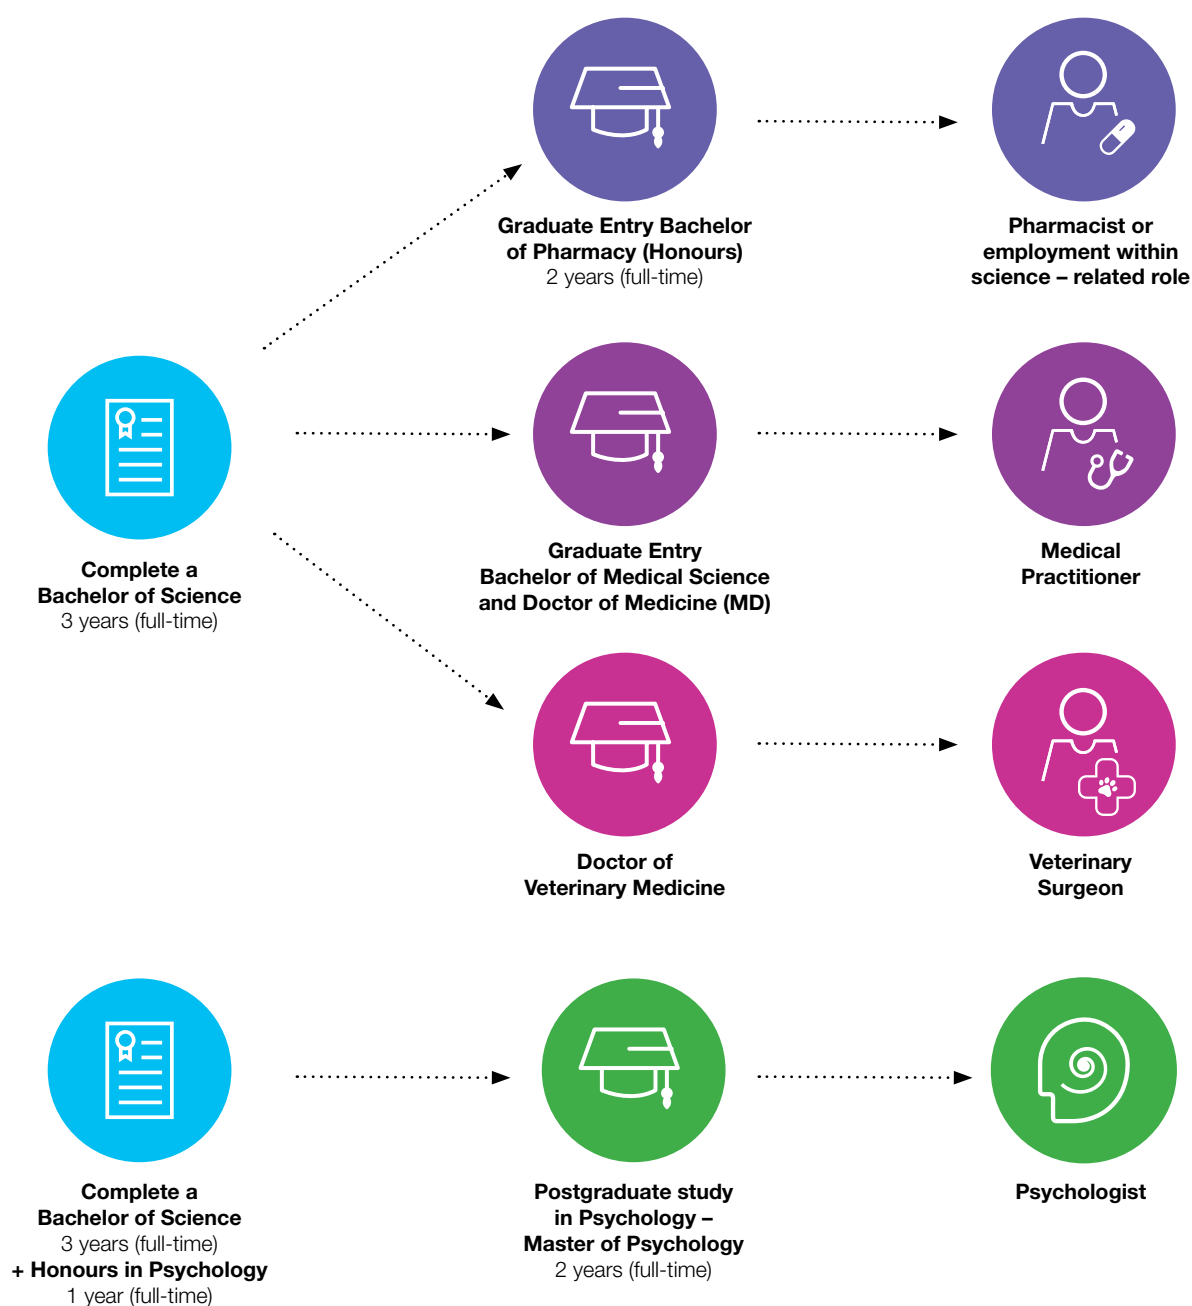 Graduate Entry Bachelor
of Pharmacy (Honours)
2 years (full-time)
Pharmacist or
employment within
science – related role
Complete a
Bachelor of Science
3 years (full-time)
Graduate Entry
Bachelor of Medical Science
and Doctor of Medicine (MD)
Medical
Practitioner
Doctor of
Veterinary Medicine
Veterinary
Surgeon
Complete a
Bachelor of Science
3 years (full-time)
+ Honours in Psychology
1 year (full-time)
Postgraduate study
in Psychology –
Master of Psychology
2 years (full-time)
Psychologist